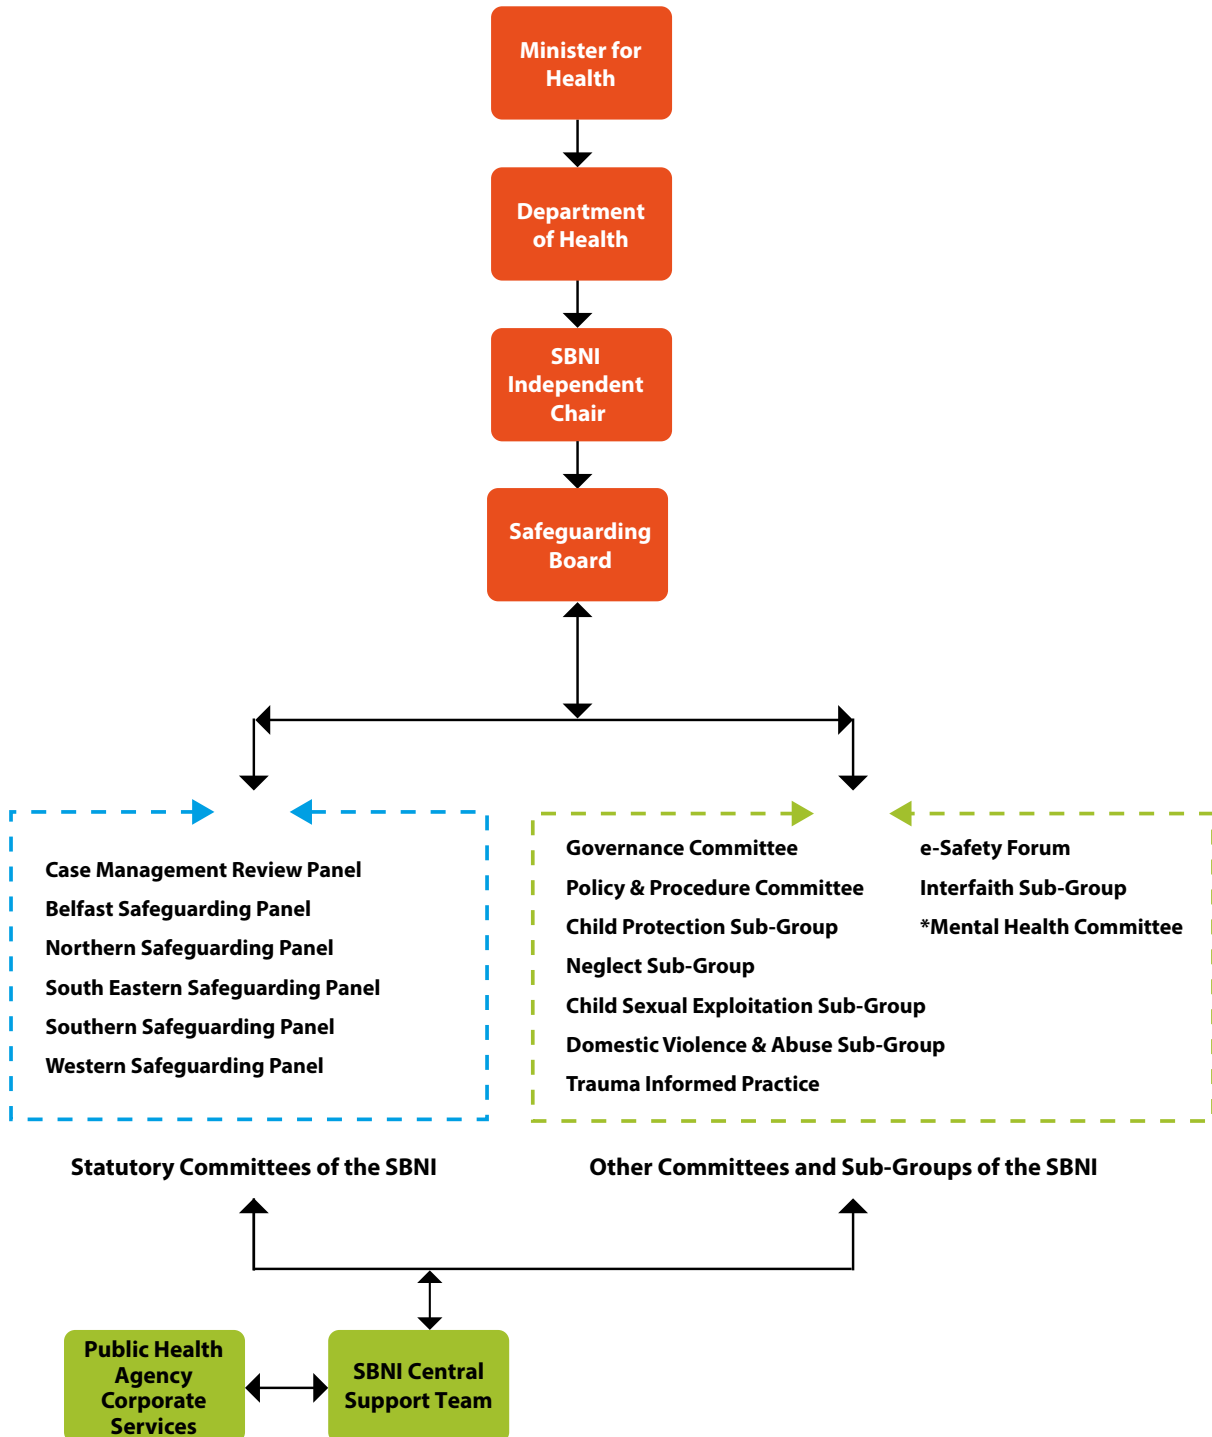 Minister for
Health
Department
of Health
SBNI
Independent
Chair
Safeguarding
Board
Case Management Review Panel
Belfast Safeguarding Panel
Northern Safeguarding Panel
South Eastern Safeguarding Panel
Southern Safeguarding Panel
Western Safeguarding Panel
Governance Committee
Policy & Procedure Committee
Child Protection Sub-Group
Neglect Sub-Group
Child Sexual Exploitation Sub-Group
Domestic Violence & Abuse Sub-Group
Trauma Informed Practice
e-Safety Forum
Interfaith Sub-Group
*Mental Health Committee
Statutory Committees of the SBNI
Other Committees and Sub-Groups of the SBNI
Public Health
Agency
Corporate
Services
SBNI Central
Support Team